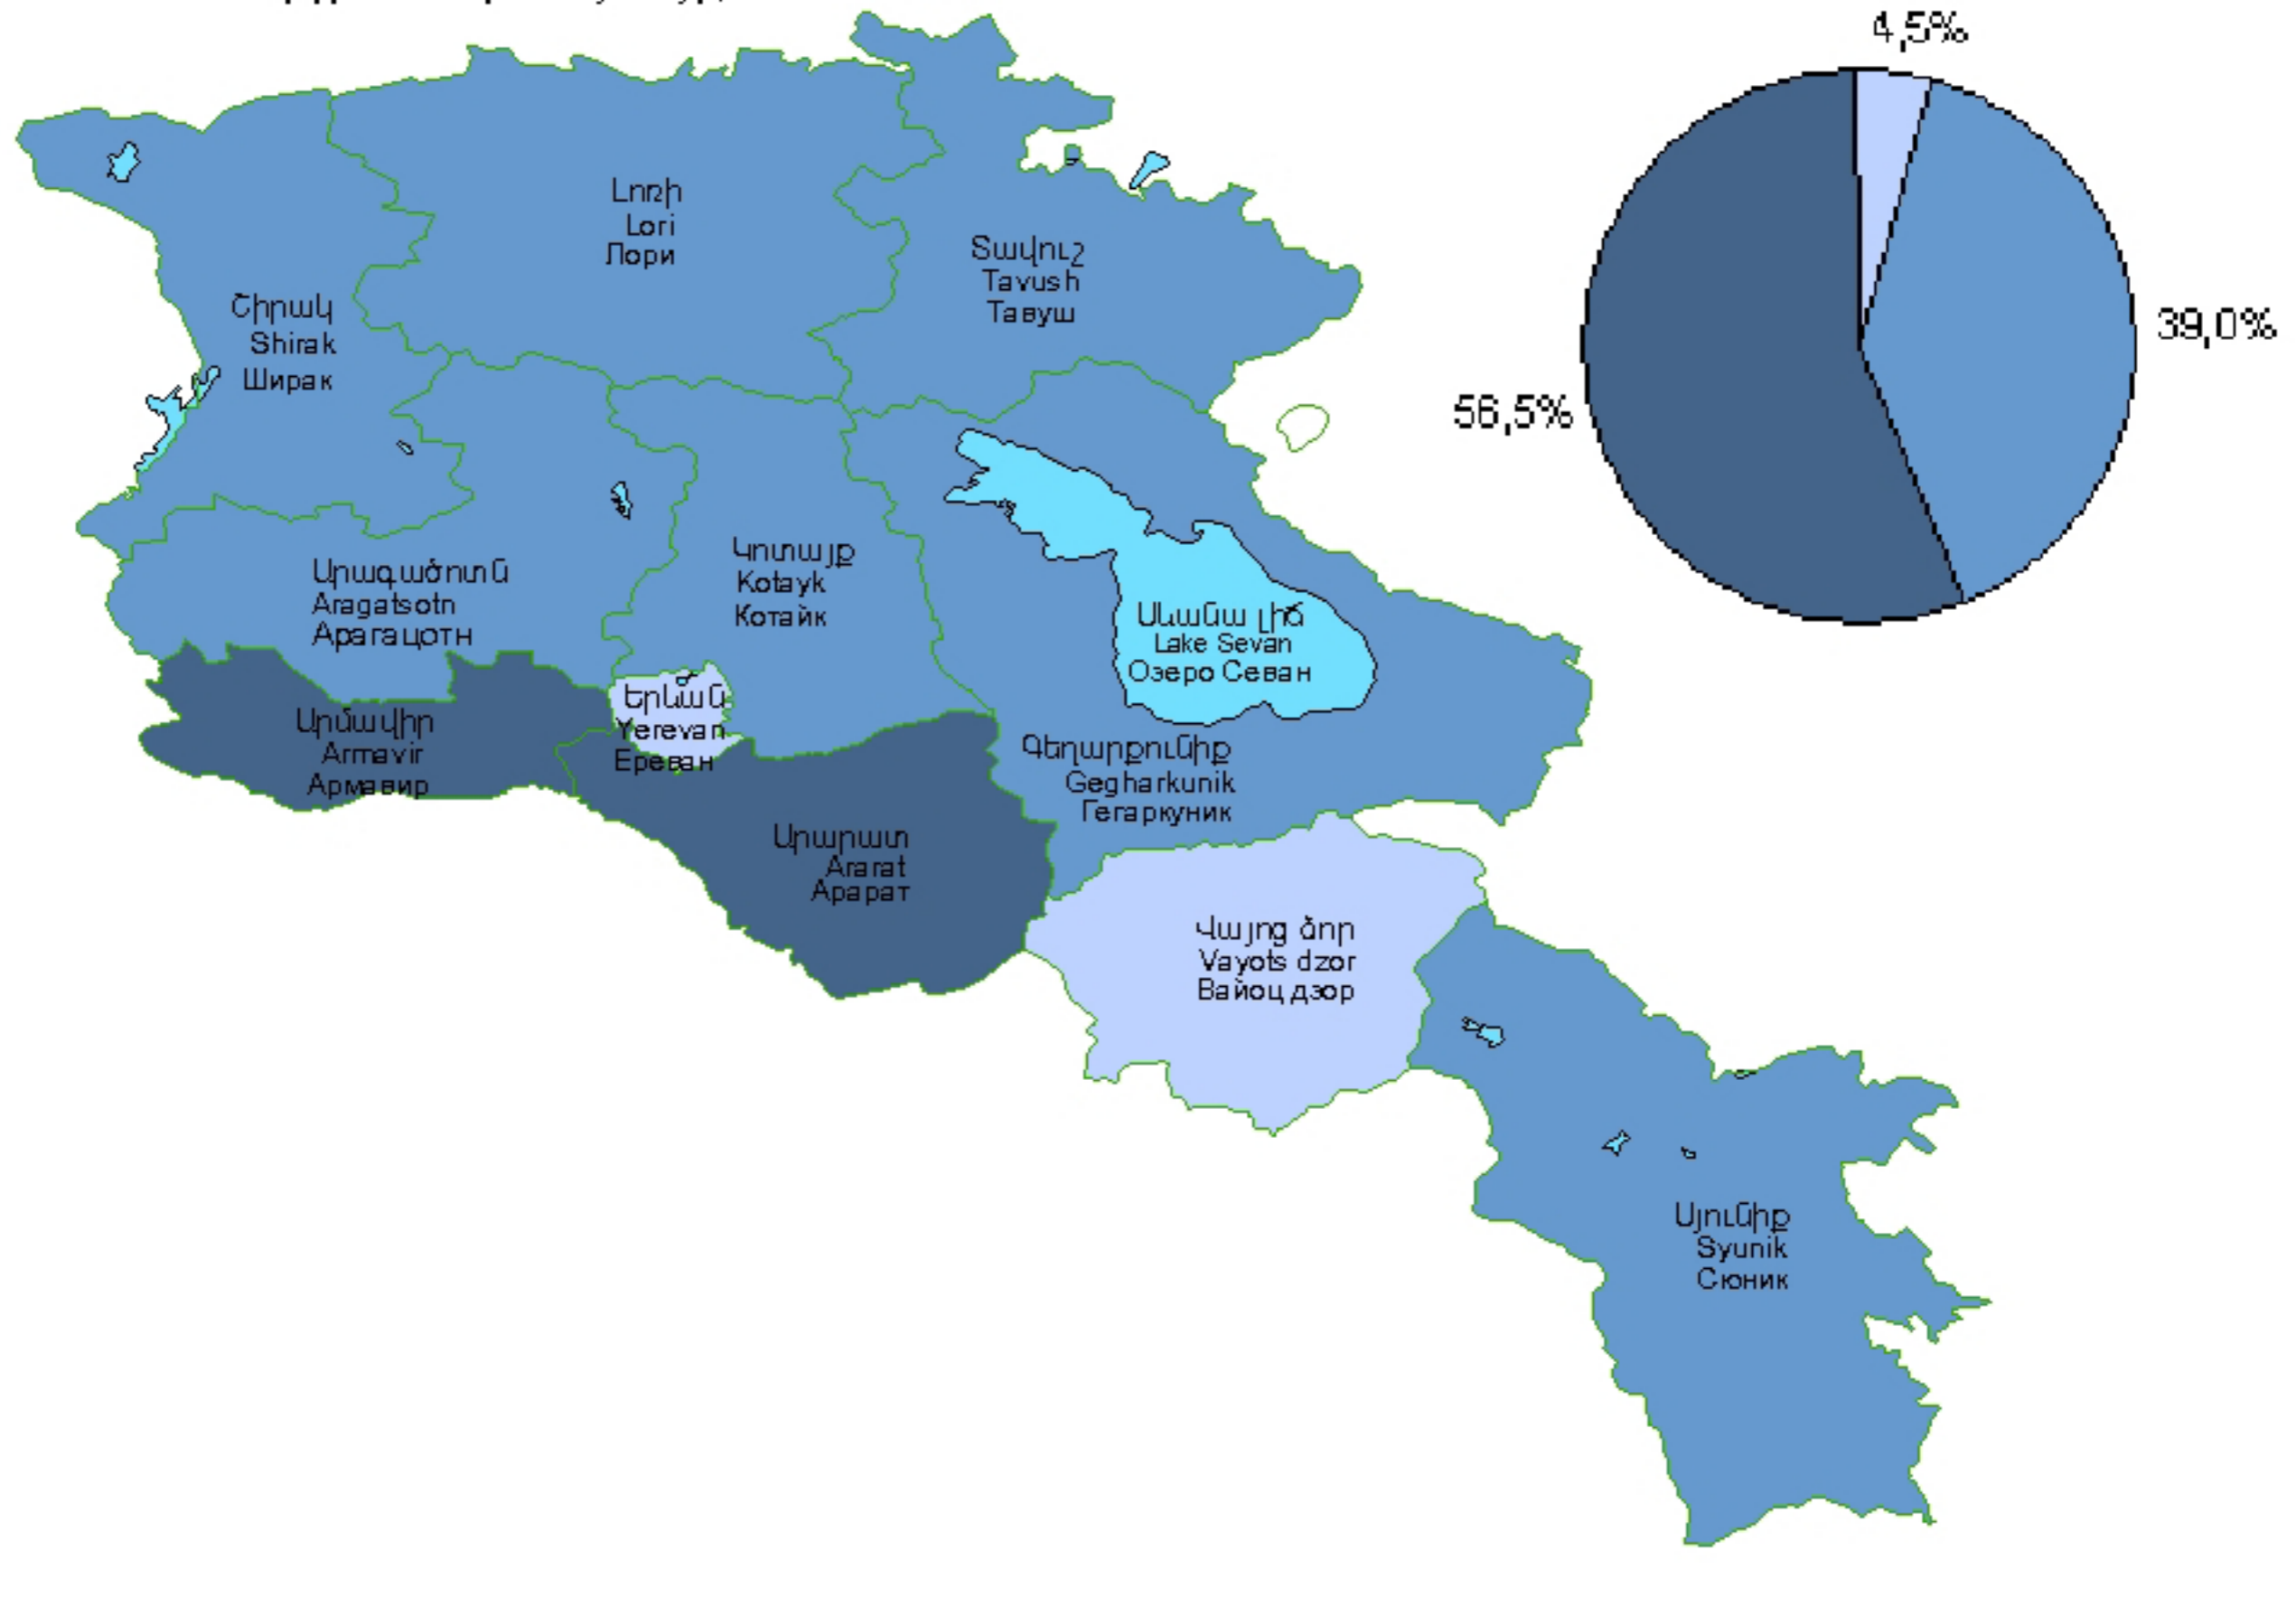 4,5%
39,0%
56,5%
Լոռի
Lori
Лори
Տավուշ
Tavush
Тавуш
Շիրակ
Shirak
Ширак
Արագածոտն
Aragatsotn
Арагацотн
Կոտայք
Kotayk
Котайк
Սևանա լիճ
Lake Sevan
Озеро Севан
Երևան
Yerevan
Ереван
Արմավիր
Armavir
Армавир
Գեղարքունիք
Gegharkunik
Гегаркуник
Արարատ
Ararat
Арарат
Վայոց ձոր
Vayots dzor
Вайоц дзор
Սյունիք
Syunik
Сюник